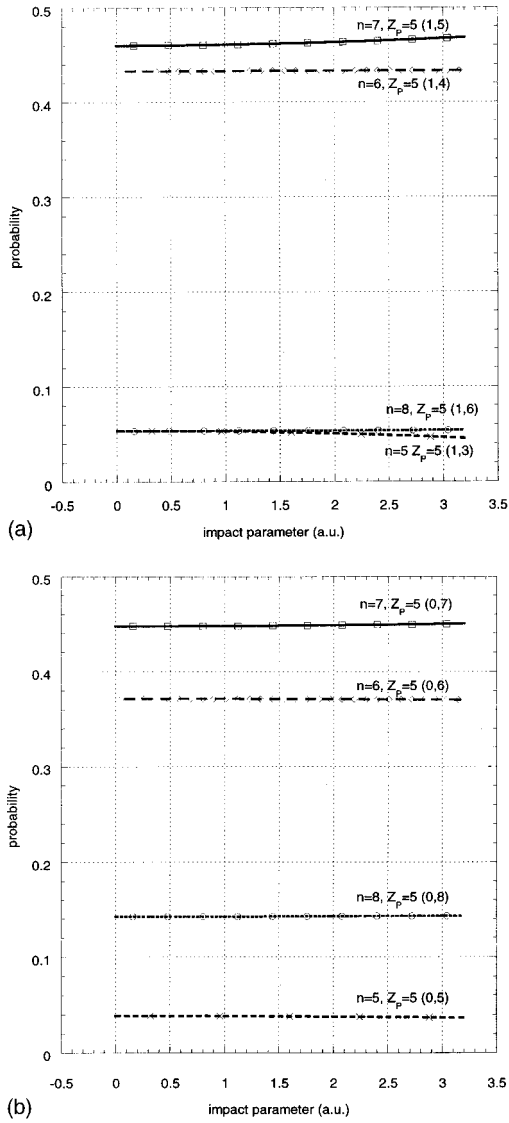 0.5
n=7, Z_P=5 (1,5)
n=6, Z_P=5 (1,4)
0.4
0.3
probability
0.2
0.1
n=8, Z_P=5 (1,6)
n=5 Z_P=5 (1,3)
0
-0.5 0 0.5 1 1.5 2 2.5 3 3.5
(a)
impact parameter (a.u.)
0.5
n=7, Z_P=5 (0,7)
0.4
n=6, Z_P=5 (0,6)
0.3
probability
0.2
n=8, Z_P=5 (0,8)
0.1
n=5, Z_P=5 (0,5)
0
-0.5 0 0.5 1 1.5 2 2.5 3 3.5
(b)
impact parameter (a.u.)